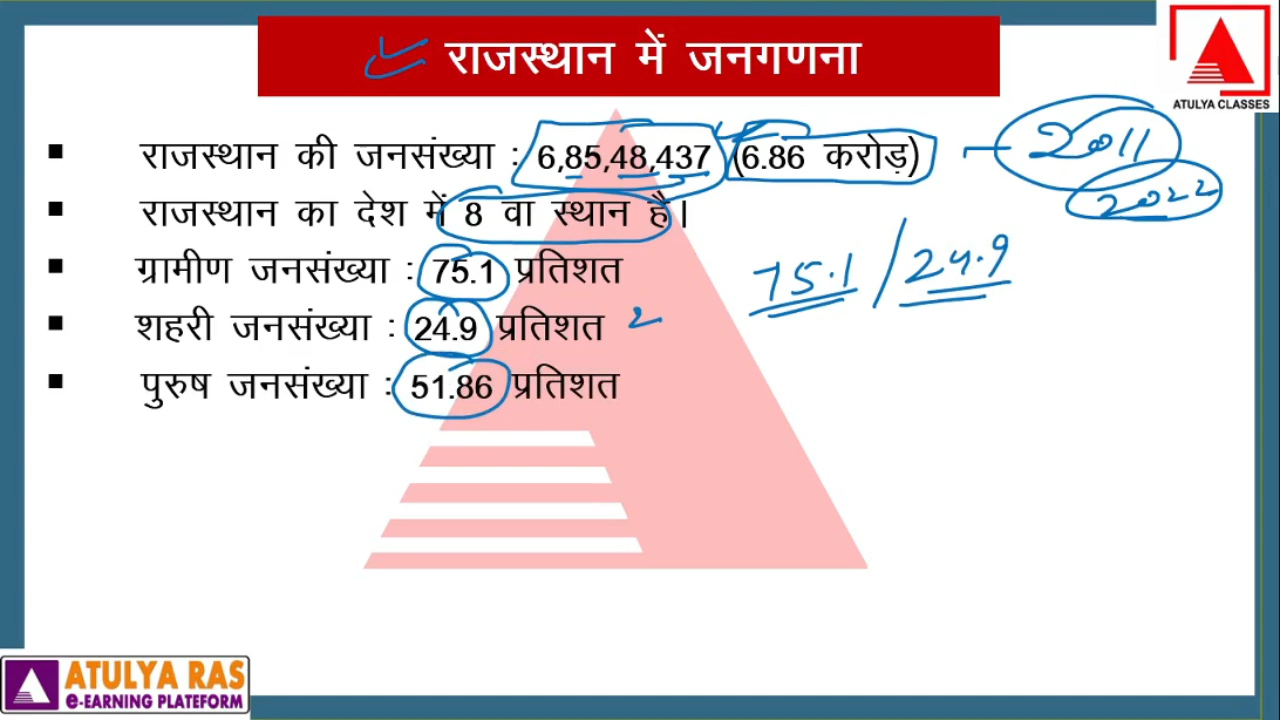 राजस्थान में जनगणना
ATULYA CLASSES
राजस्थान की जनसंख्या : 6,85,48,437 (6.86 करोड़) - 2011
2022
राजस्थान का देश में 8 वा स्थान है।
ग्रामीण जनसंख्या : 75.1 प्रतिशत 75.1 / 24.9
शहरी जनसंख्या : 24.9 प्रतिशत 2
पुरुष जनसंख्या : 51.86 प्रतिशत
ATULYA RAS
e-EARNING PLATEFORM